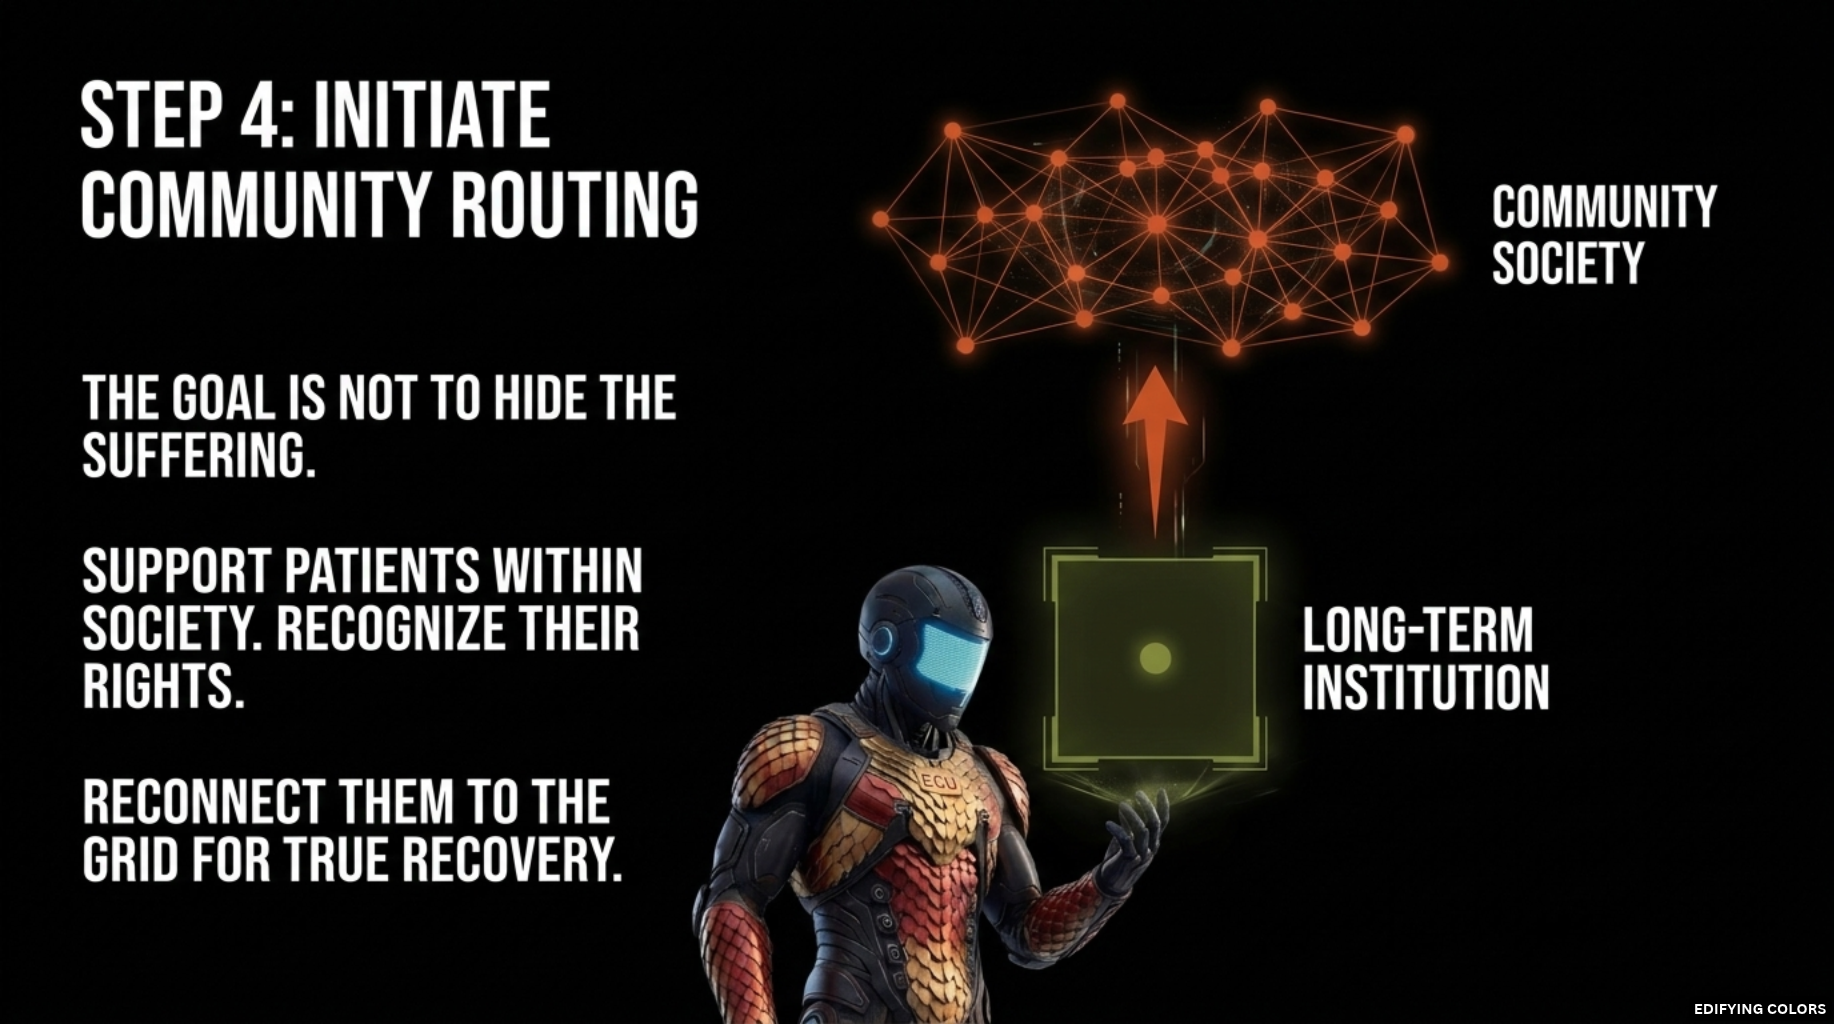 STEP 4: INITIATE
COMMUNITY ROUTING
THE GOAL IS NOT TO HIDE THE
SUFFERING.
SUPPORT PATIENTS WITHIN
SOCIETY. RECOGNIZE THEIR
RIGHTS.
RECONNECT THEM TO THE
GRID FOR TRUE RECOVERY.
COMMUNITY
SOCIETY
LONG-TERM
INSTITUTION
ECU
EDIFYING COLORS